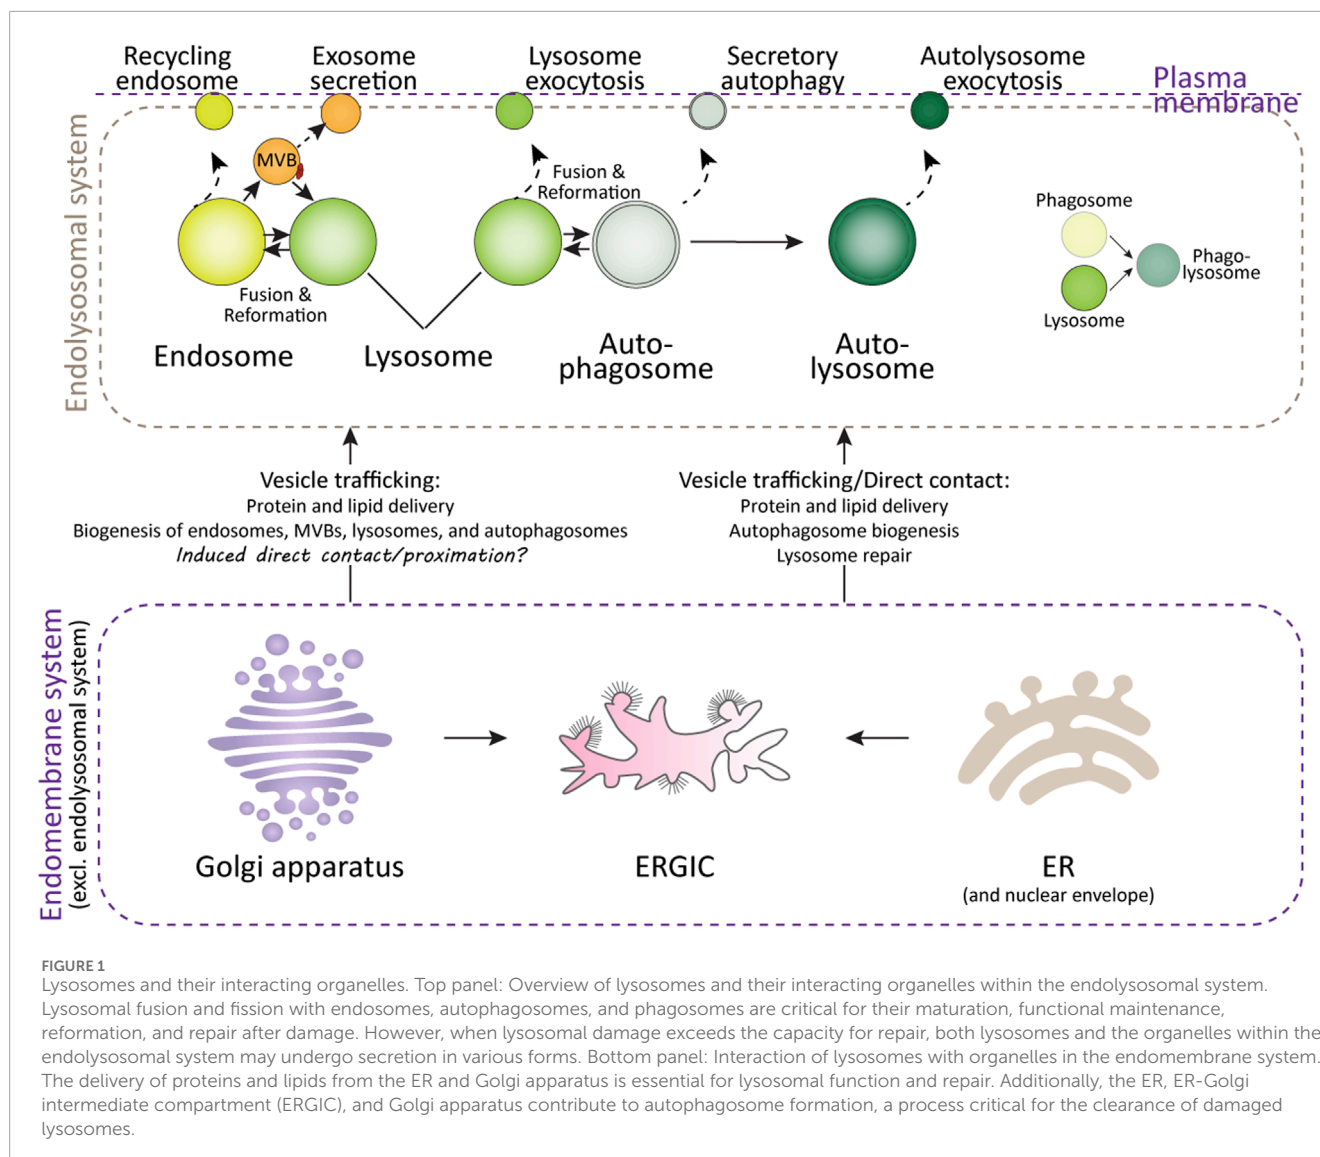 Recycling
endosome
Exosome
secretion
Lysosome
exocytosis
Secretory
autophagy
Autolysosome
exocytosis
Plasma
membrane
Endolysosomal system
MVB
Fusion &
Reformation
Fusion &
Reformation
Phagosome
Phago-
lysosome
Lysosome
Endosome
Lysosome
Auto-
phagosome
Auto-
lysosome
Vesicle trafficking:
Protein and lipid delivery
Biogenesis of endosomes, MVBs, lysosomes, and autophagosomes
Induced direct contact/proximation?
Vesicle trafficking/Direct contact:
Protein and lipid delivery
Autophagosome biogenesis
Lysosome repair
Endomembrane system
(excl. endolysosomal system)
Golgi apparatus
ERGIC
ER
(and nuclear envelope)
FIGURE 1
Lysosomes and their interacting organelles. Top panel: Overview of lysosomes and their interacting organelles within the endolysosomal system.
Lysosomal fusion and fission with endosomes, autophagosomes, and phagosomes are critical for their maturation, functional maintenance,
reformation, and repair after damage. However, when lysosomal damage exceeds the capacity for repair, both lysosomes and the organelles within the
endolysosomal system may undergo secretion in various forms. Bottom panel: Interaction of lysosomes with organelles in the endomembrane system.
The delivery of proteins and lipids from the ER and Golgi apparatus is essential for lysosomal function and repair. Additionally, the ER, ER-Golgi
intermediate compartment (ERGIC), and Golgi apparatus contribute to autophagosome formation, a process critical for the clearance of damaged
lysosomes.